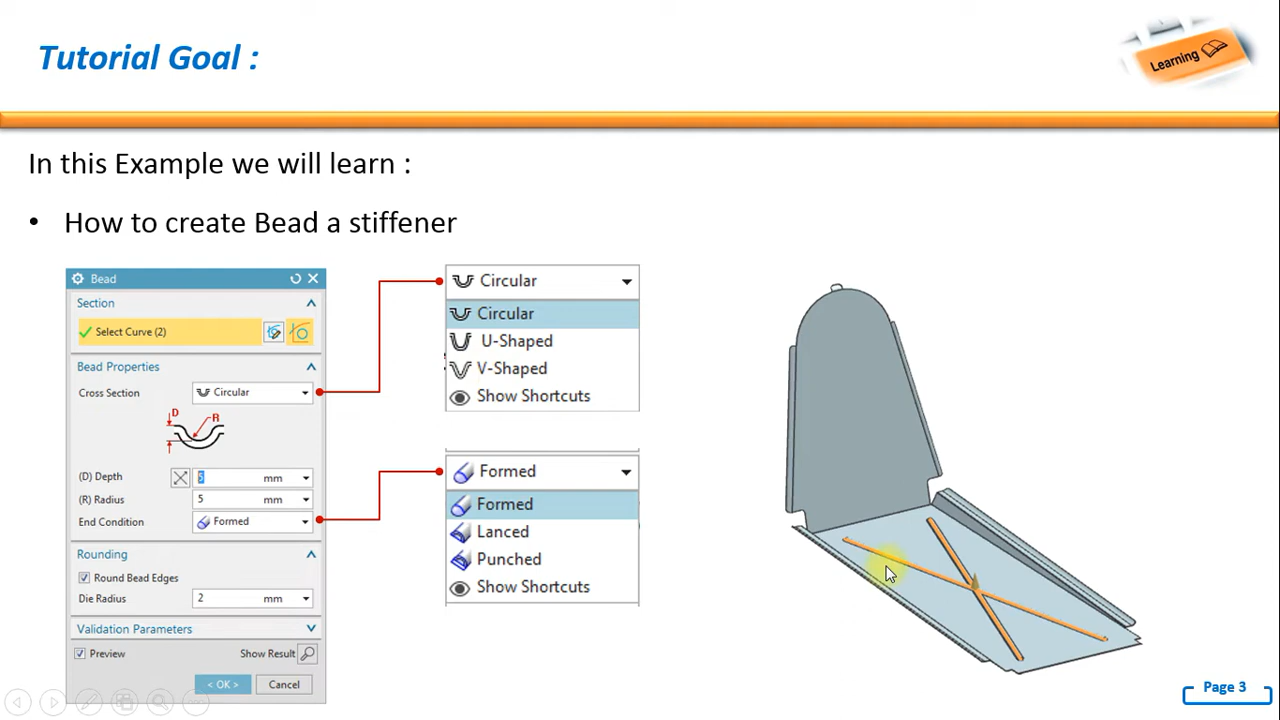 Tutorial Goal :
Learning
In this Example we will learn :
• How to create Bead a stiffener
Bead
Section
Select Curve (2)
Bead Properties
Cross Section
Circular
D
R
(D) Depth
5
mm
(R) Radius
5
mm
End Condition
Formed
Rounding
Round Bead Edges
Die Radius
2
mm
Validation Parameters
Preview
Show Result
< OK >
Cancel
Circular
Circular
U-Shaped
V-Shaped
Show Shortcuts
Formed
Formed
Lanced
Punched
Show Shortcuts
Page 3